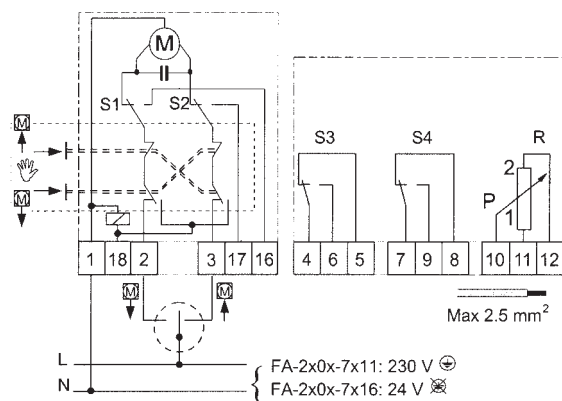 M
S1
S2
M
M
S3
S4
R
2
P
1
1 18 2 3 17 16
4 6 5
7 9 8
10 11 12
M
M
Max 2.5 mm²
L
N
FA-2x0x-7x11: 230 V
FA-2x0x-7x16: 24 V